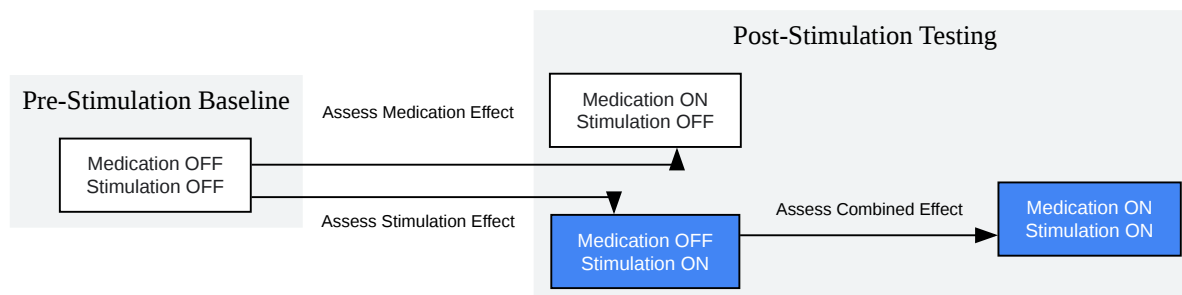 Post-Stimulation Testing
Pre-Stimulation Baseline
Assess Medication Effect
Medication ON
Stimulation OFF
Medication OFF
Stimulation OFF
Assess Stimulation Effect
Medication OFF
Stimulation ON
Assess Combined Effect
Medication ON
Stimulation ON